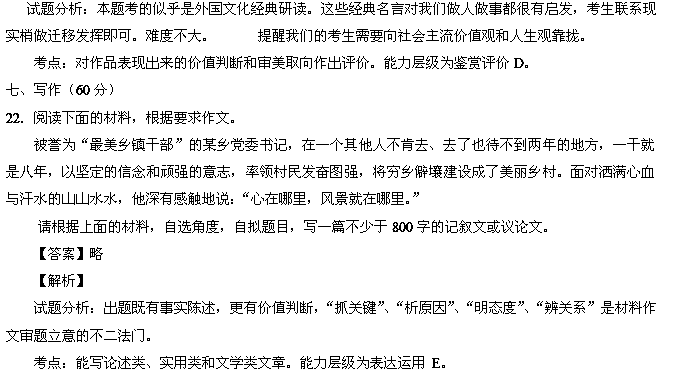 试题分析：本题考的似乎是外国文化经典研读。这些经典名言对我们做人做事都很有启发，考生联系现
实梢做迁移发挥即可。难度不大。 提醒我们的考生需要向社会主流价值观和人生观靠拢。
考点：对作品表现出来的价值判断和审美取向作出评价。能力层级为鉴赏评价 D。
七、写作（60 分）
22．阅读下面的材料，根据要求作文。
被誉为“最美乡镇干部”的某乡党委书记，在一个其他人不肯去、去了也待不到两年的地方，一干就
是八年，以坚定的信念和顽强的意志，率领村民发奋图强，将穷乡僻壤建设成了美丽乡村。面对洒满心血
与汗水的山山水水，他深有感触地说：“心在哪里，风景就在哪里。”
请根据上面的材料，自选角度，自拟题目，写一篇不少于 800 字的记叙文或议论文。
【答案】略
【解析】
试题分析：出题既有事实陈述，更有价值判断，“抓关键”、“析原因”、“明态度”、“辨关系”是材料作
文审题立意的不二法门。
考点：能写论述类、实用类和文学类文章。能力层级为表达运用 E。